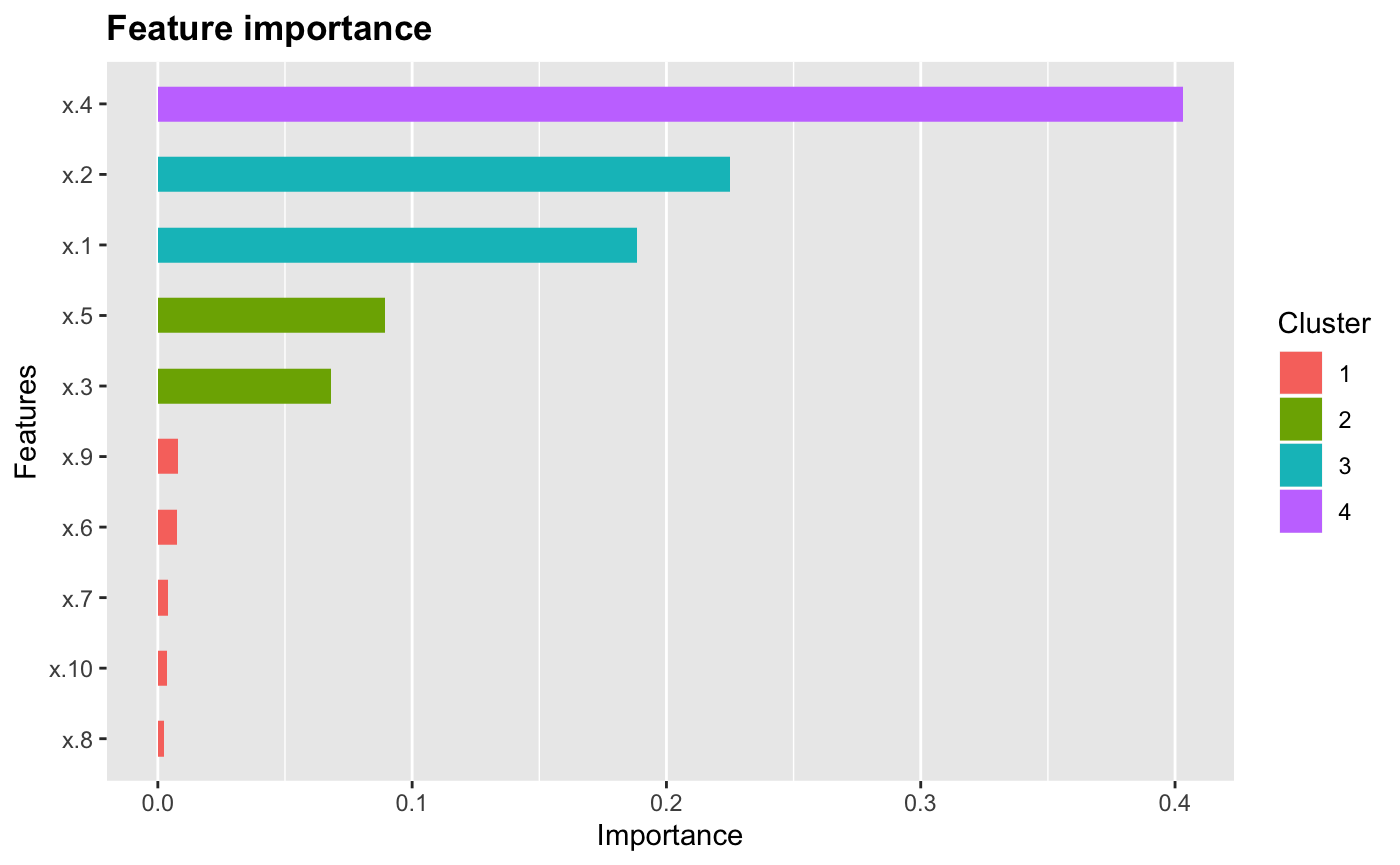 Feature importance
x.4
x.2
x.1
x.5
x.3
x.9
x.6
x.7
x.10
x.8
Features
0.0 0.1 0.2 0.3 0.4
Importance
Cluster
1
2
3
4